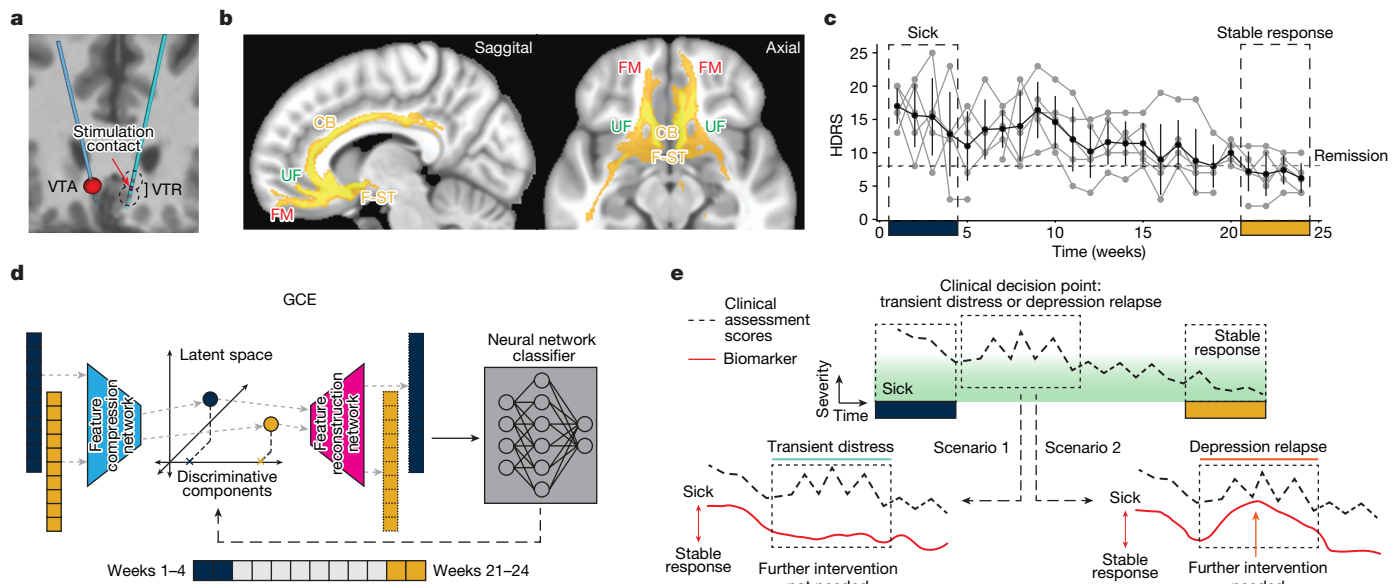 a
Stimulation
contact
VTA
VTR
b
Saggital
CB
UF
FM
F-ST
Axial
FM
FM
UF
CB
UF
F-ST
c
Sick
Stable response
HDRS
25
20
15
10
5
0
Remission
0
5
10
15
20
25
Time (weeks)
d
GCE
Feature
compression
network
Latent space
Discriminative
components
Feature
reconstruction
network
Neural network
classifier
Weeks 1–4
Weeks 21–24
e
Clinical
assessment
scores
Biomarker
Clinical decision point:
transient distress or depression relapse
Severity
Time
Sick
Stable
response
Scenario 1
Scenario 2
Transient distress
Sick
Stable
response
Further intervention
not needed
Depression relapse
Sick
Stable
response
Further intervention
needed